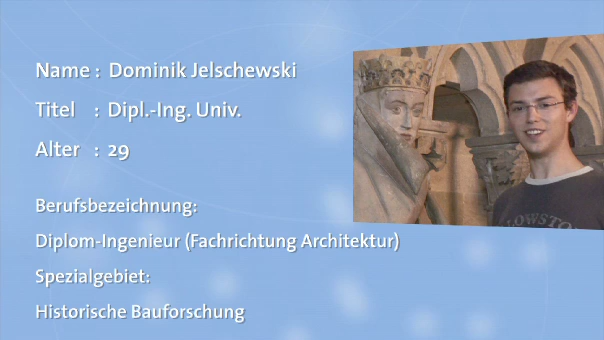 Name : Dominik Jelschewski
Titel : Dipl.-Ing. Univ.
Alter : 29
Berufsbezeichnung:
Diplom-Ingenieur (Fachrichtung Architektur)
Spezialgebiet:
Historische Bauforschung